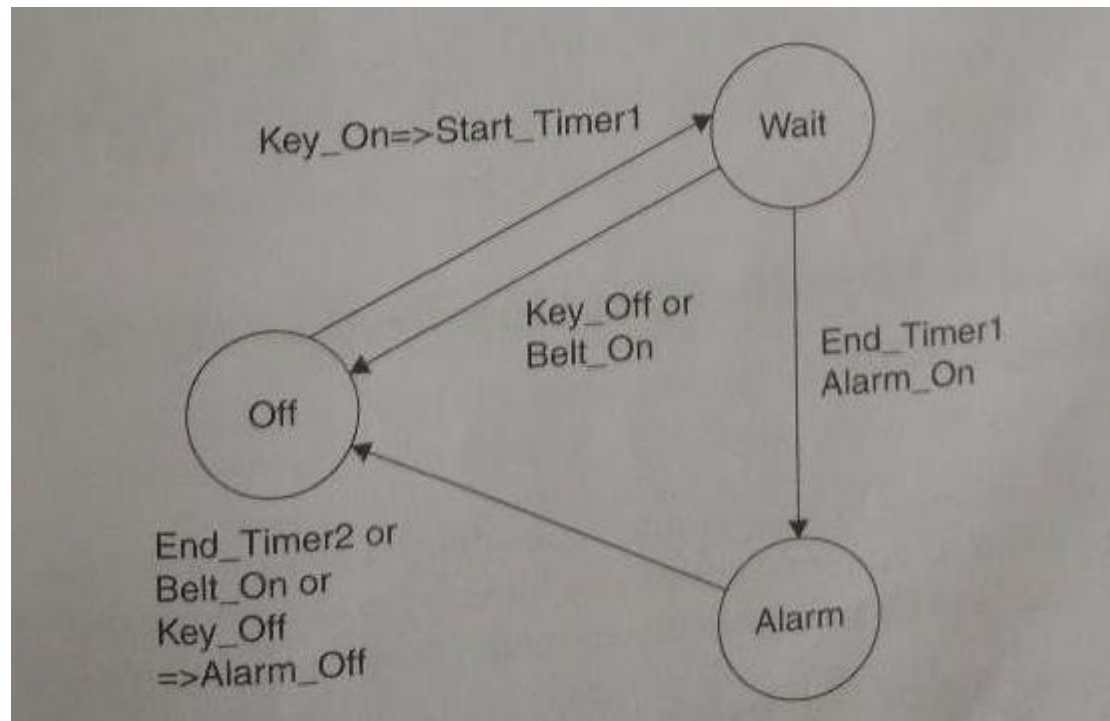 Key_On=>Start_Timer1
Wait
Key_Off or
Belt_On
End_Timer1
Alarm_On
Off
End_Timer2 or
Belt_On or
Key_Off
=>Alarm_Off
Alarm